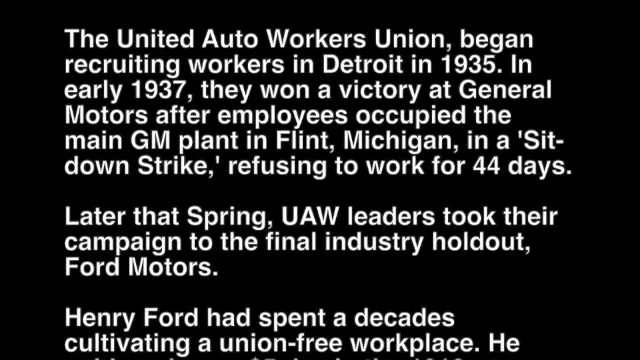 The United Auto Workers Union, began
recruiting workers in Detroit in 1935. In
early 1937, they won a victory at General
Motors after employees occupied the
main GM plant in Flint, Michigan, in a 'Sit-
down Strike,' refusing to work for 44 days.
Later that Spring, UAW leaders took their
campaign to the final industry holdout,
Ford Motors.
Henry Ford had spent a decades
cultivating a union-free workplace. He